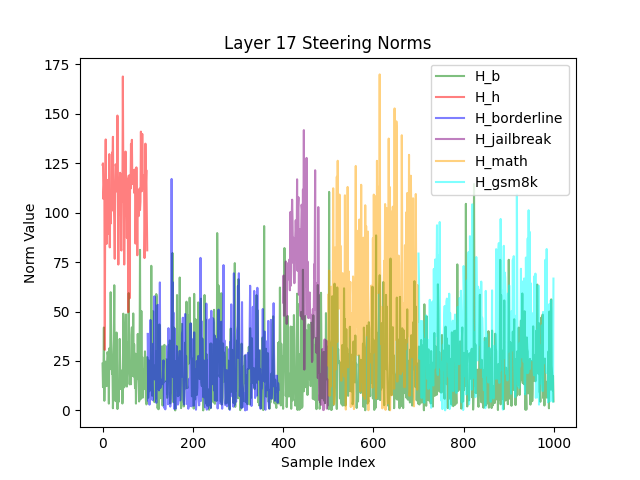 Layer 17 Steering Norms
175
150
125
100
75
50
25
0
Norm Value
H_b
H_h
H_borderline
H_jailbreak
H_math
H_gsm8k
0
200
400
600
800
1000
Sample Index